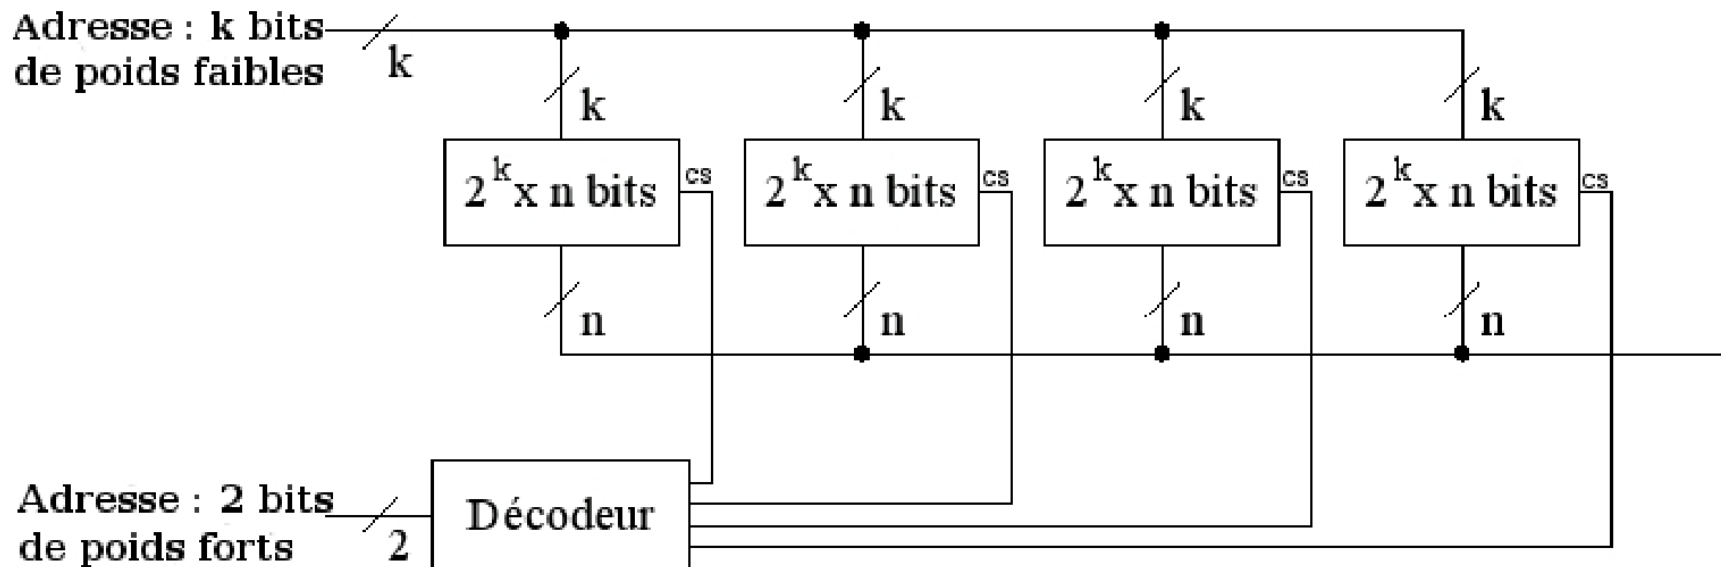 Adresse : k bits
de poids faibles
k
k
k
k
k
2^k x n bits
cs
2^k x n bits
cs
2^k x n bits
cs
2^k x n bits
cs
n
n
n
n
Adresse : 2 bits
de poids forts
2
Décodeur